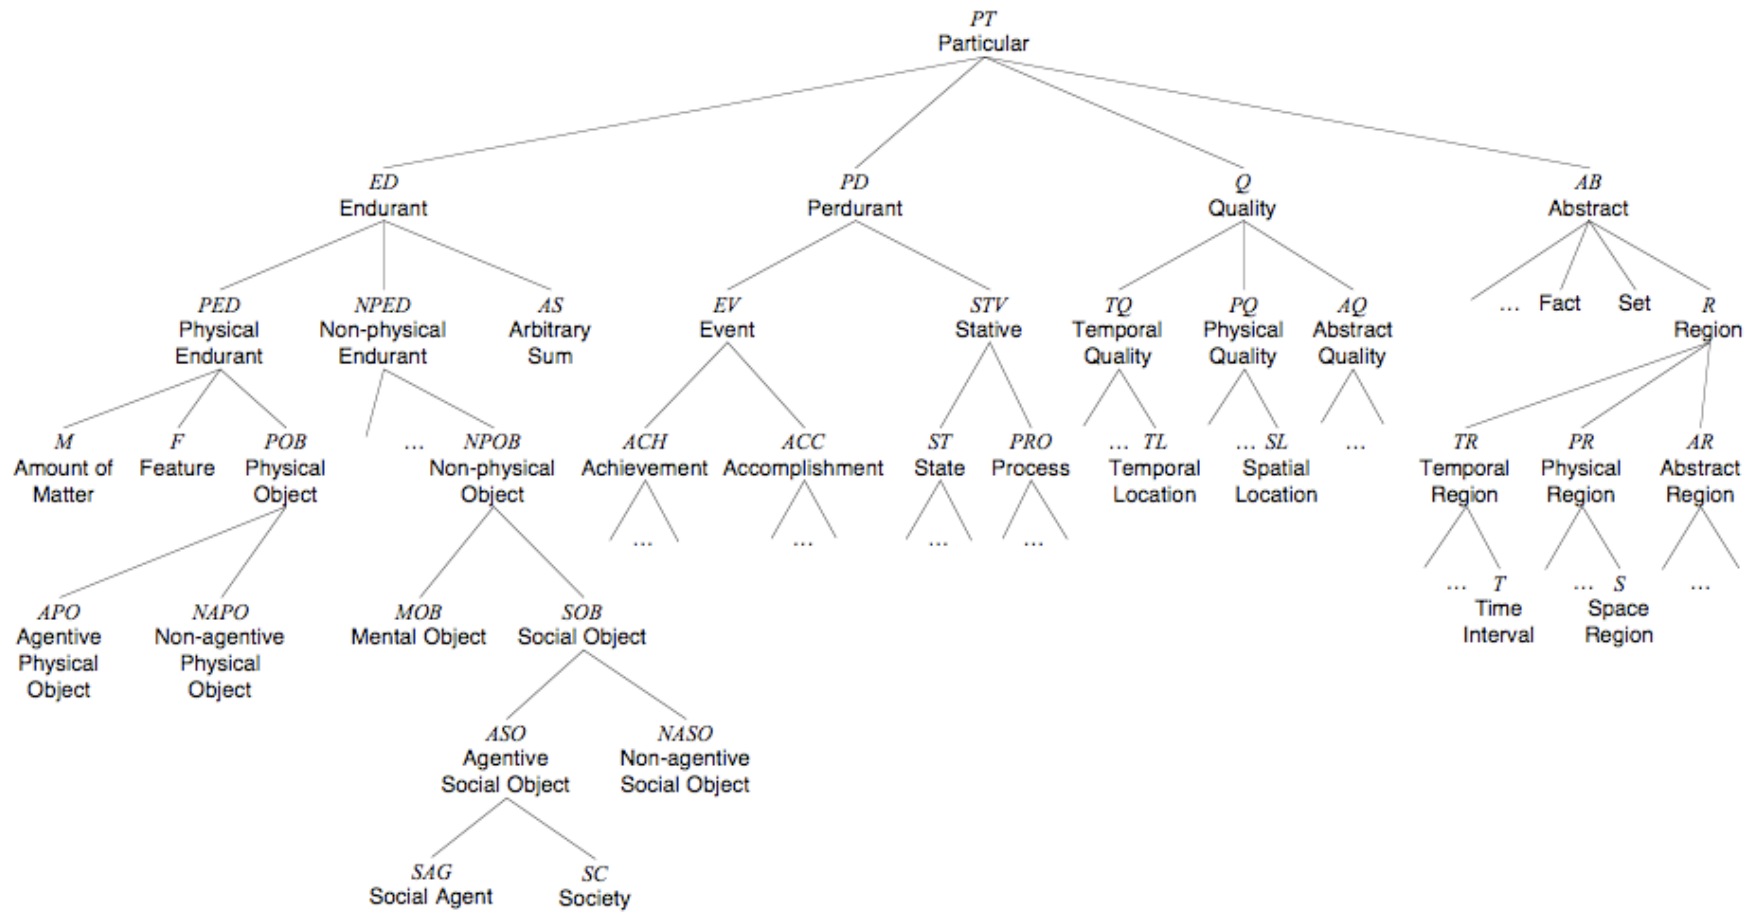 PT
Particular
ED
Endurant
PD
Perdurant
Q
Quality
AB
Abstract
PED
Physical
Endurant
NPED
Non-physical
Endurant
AS
Arbitrary
Sum
EV
Event
STV
Stative
TQ
Temporal
Quality
PQ
Physical
Quality
AQ
Abstract
Quality
...
Fact
Set
R
Region
M
Amount of
Matter
F
Feature
POB
Physical
Object
...
NPOB
Non-physical
Object
ACH
Achievement
ACC
Accomplishment
ST
State
PRO
Process
... TL
Temporal
Location
... SL
Spatial
Location
...
TR
Temporal
Region
PR
Physical
Region
AR
Abstract
Region
...
...
...
...
... T
Time
Interval
... S
Space
Region
...
APO
Agentive
Physical
Object
NAPO
Non-agentive
Physical
Object
MOB
Mental Object
SOB
Social Object
ASO
Agentive
Social Object
NASO
Non-agentive
Social Object
SAG
Social Agent
SC
Society